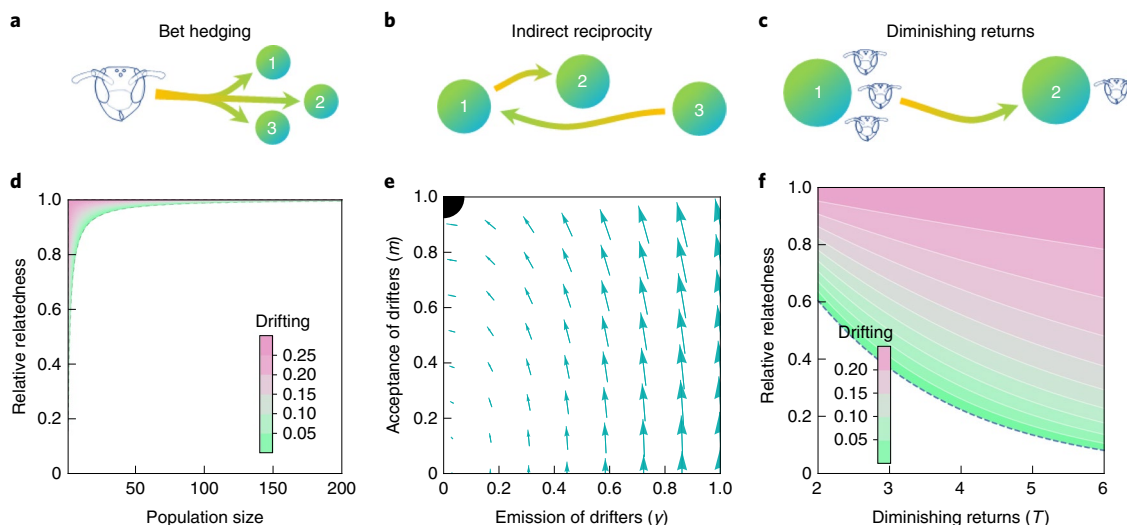 a
Bet hedging
1
2
3
b
Indirect reciprocity
1
2
3
c
Diminishing returns
1
2
d
Relative relatedness
1.0
0.8
0.6
0.4
0.2
0
50
100
150
200
Population size
Drifting
0.25
0.20
0.15
0.10
0.05
e
Acceptance of drifters (m)
1.0
0.8
0.6
0.4
0.2
0
0
0.2
0.4
0.6
0.8
1.0
Emission of drifters (y)
f
Relative relatedness
1.0
0.8
0.6
0.4
0.2
0
2
3
4
5
6
Diminishing returns (T)
Drifting
0.20
0.15
0.10
0.05